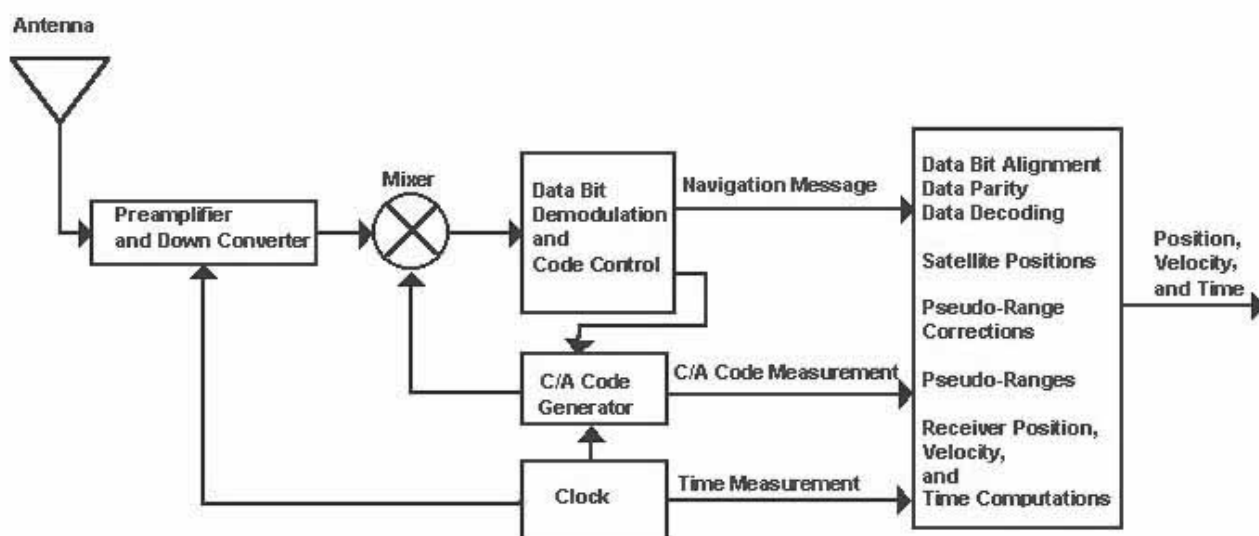 Antenna
Preamplifier
and Down Converter
Mixer
Data Bit
Demodulation
and
Code Control
Navigation Message
C/A Code
Generator
C/A Code Measurement
Clock
Time Measurement
Data Bit Alignment
Data Parity
Data Decoding
Satellite Positions
Pseudo-Range
Corrections
Pseudo-Ranges
Receiver Position,
Velocity,
and
Time Computations
Position,
Velocity,
and Time